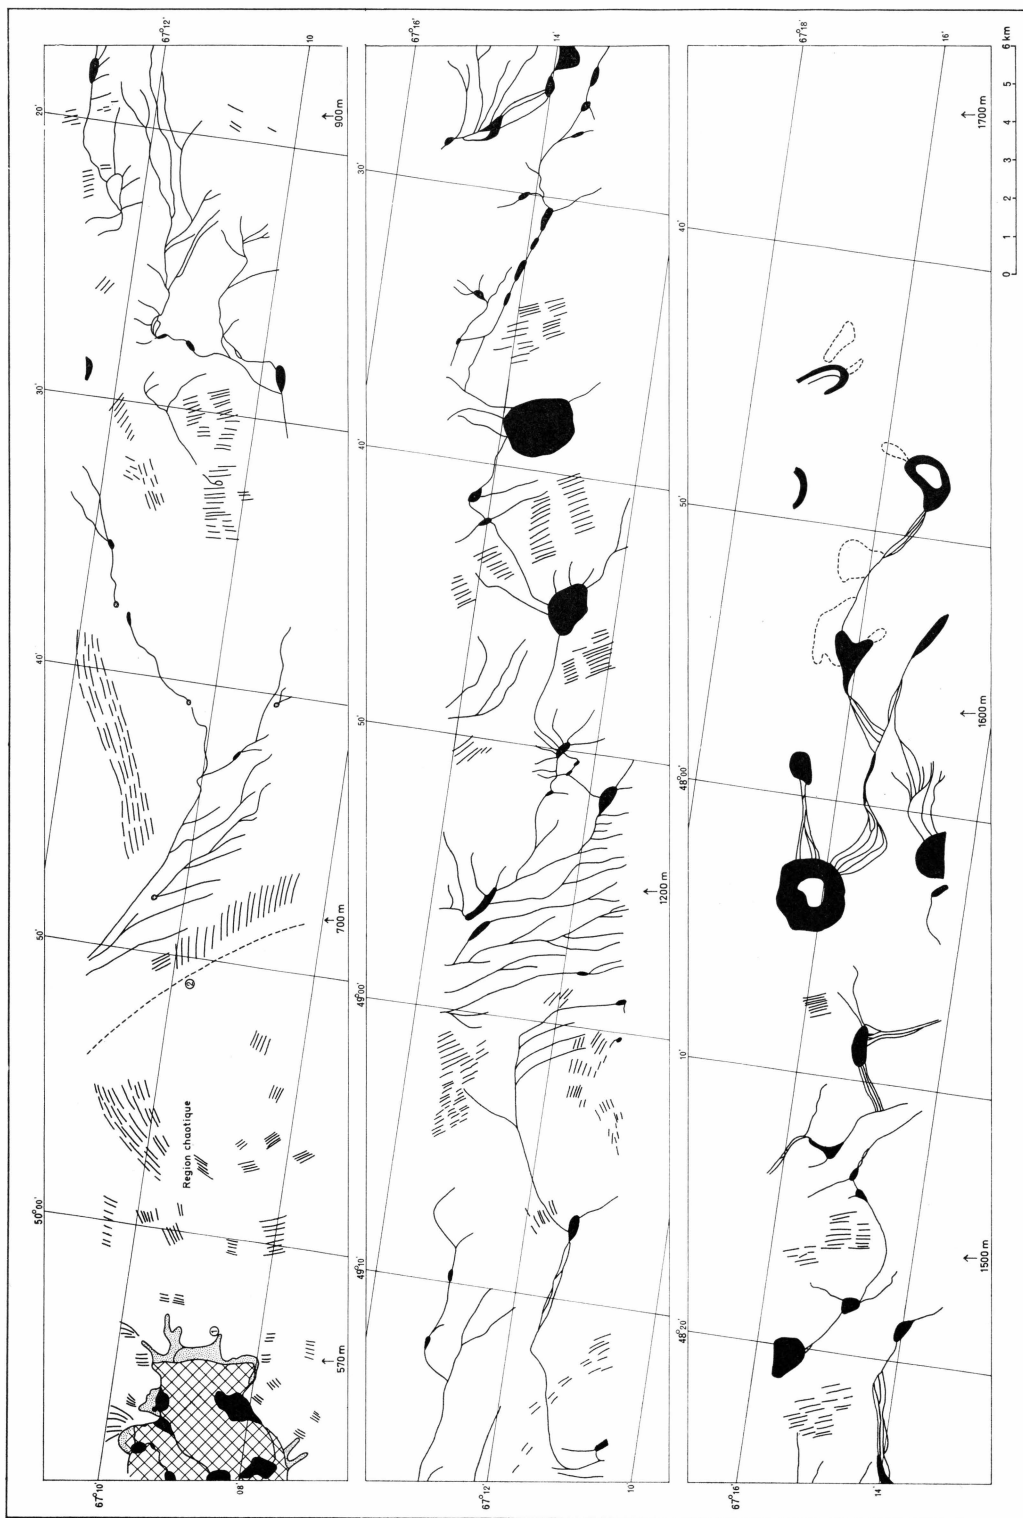 50°00' 50' 40' 30' 20'
67°10' 67°12'
Region chaotique
① ②
08' 10
570 m 700 m 900 m
49°10' 49°00' 50' 40' 30'
67°16'
67°12' 14'
10
1200 m
48°20' 10' 48°00' 50' 40'
67°16' 67°18'
14' 16'
1500 m 1600 m 1700 m
0 1 2 3 4 5 6 km